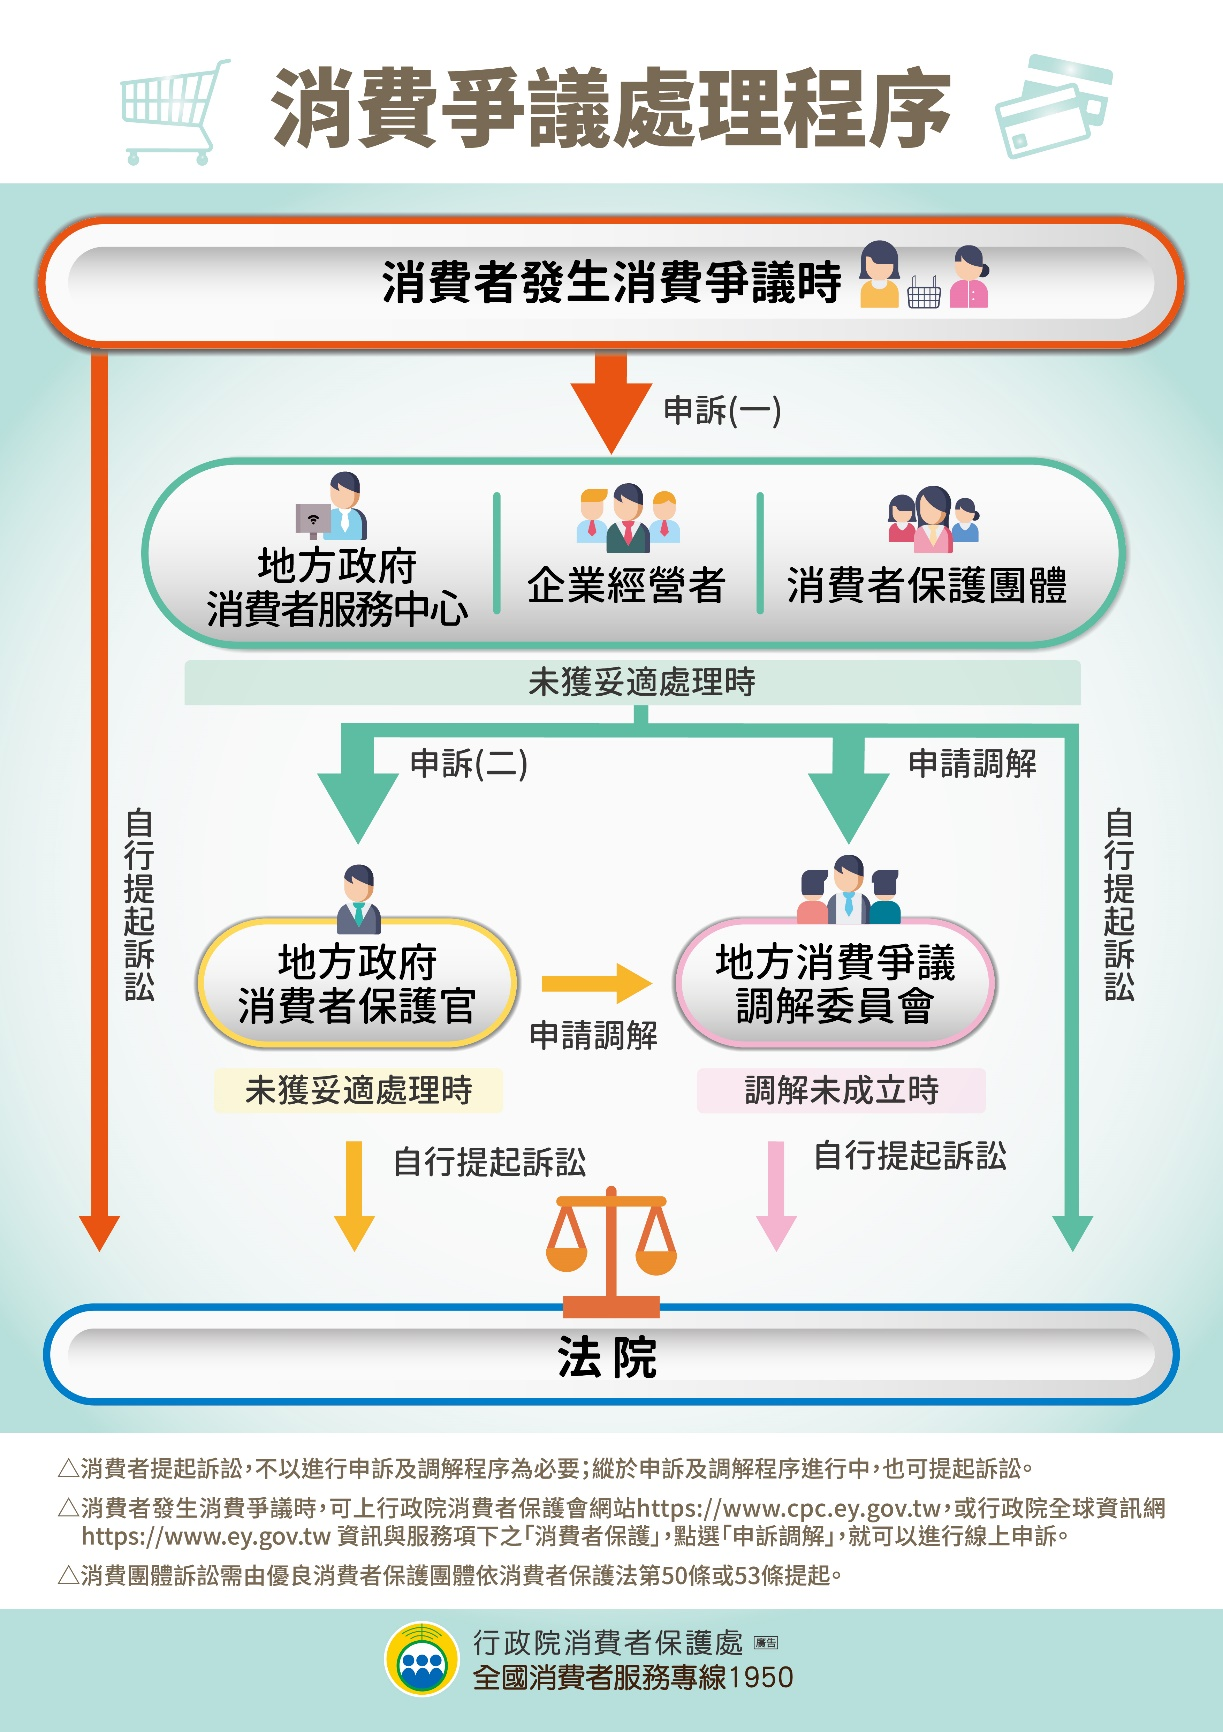 消費爭議處理程序
消費者發生消費爭議時
申訴(一)
地方政府
消費者服務中心
企業經營者
消費者保護團體
未獲妥適處理時
申訴(二)
申請調解
自行提起訴訟
自行提起訴訟
地方政府
消費者保護官
申請調解
地方消費爭議
調解委員會
未獲妥適處理時
調解未成立時
自行提起訴訟
自行提起訴訟
法院
△消費者提起訴訟，不以進行申訴及調解程序為必要；縱於申訴及調解程序進行中，也可提起訴訟。
△消費者發生消費爭議時，可上行政院消費者保護會網站https://www.cpc.ey.gov.tw，或行政院全球資訊網
https://www.ey.gov.tw 資訊與服務項下之「消費者保護」，點選「申訴調解」，就可以進行線上申訴。
△消費團體訴訟需由優良消費者保護團體依消費者保護法第50條或53條提起。
行政院消費者保護處 廣告
全國消費者服務專線1950